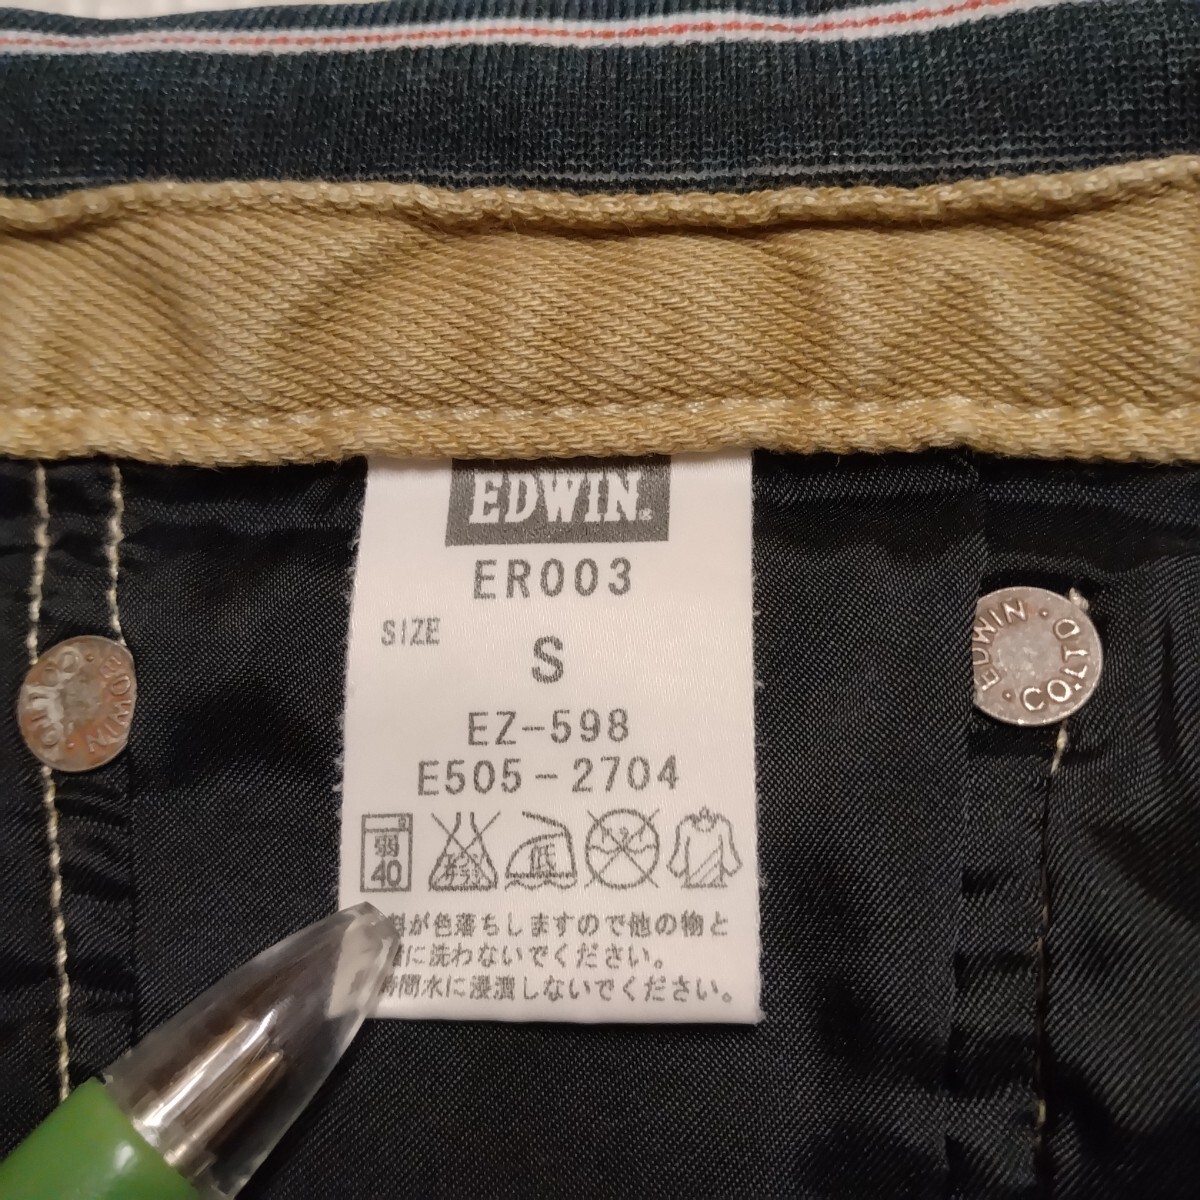 EDWIN®
ER003
SIZE
S
EZ-598
E505-2704
弱
40
低
が色落ちしますので他の物と
に洗わないでください。
時間水に浸漬しないでください。
EDWIN・CO.LTD
EDWIN・CO.LTD・